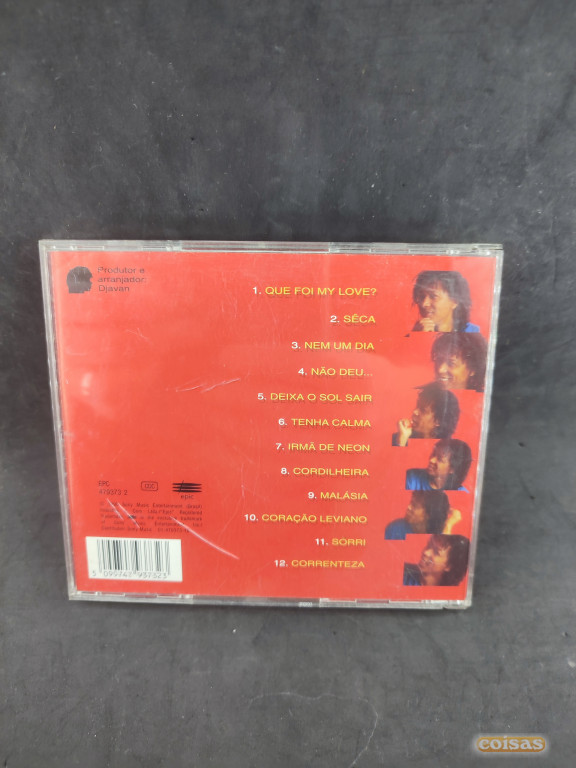 Produtor e
arranjador
Djavan
1. QUE FOI MY LOVE?
2. SÊCA
3. NEM UM DIA
4. NÃO DEU...
5. DEIXA O SOL SAIR
6. TENHA CALMA
7. IRMÃ DE NEON
8. CORDILHEIRA
9. MALÁSIA
10. CORAÇÃO LEVIANO
11. SORRI
12. CORRENTEZA
EPC
epic
coisas